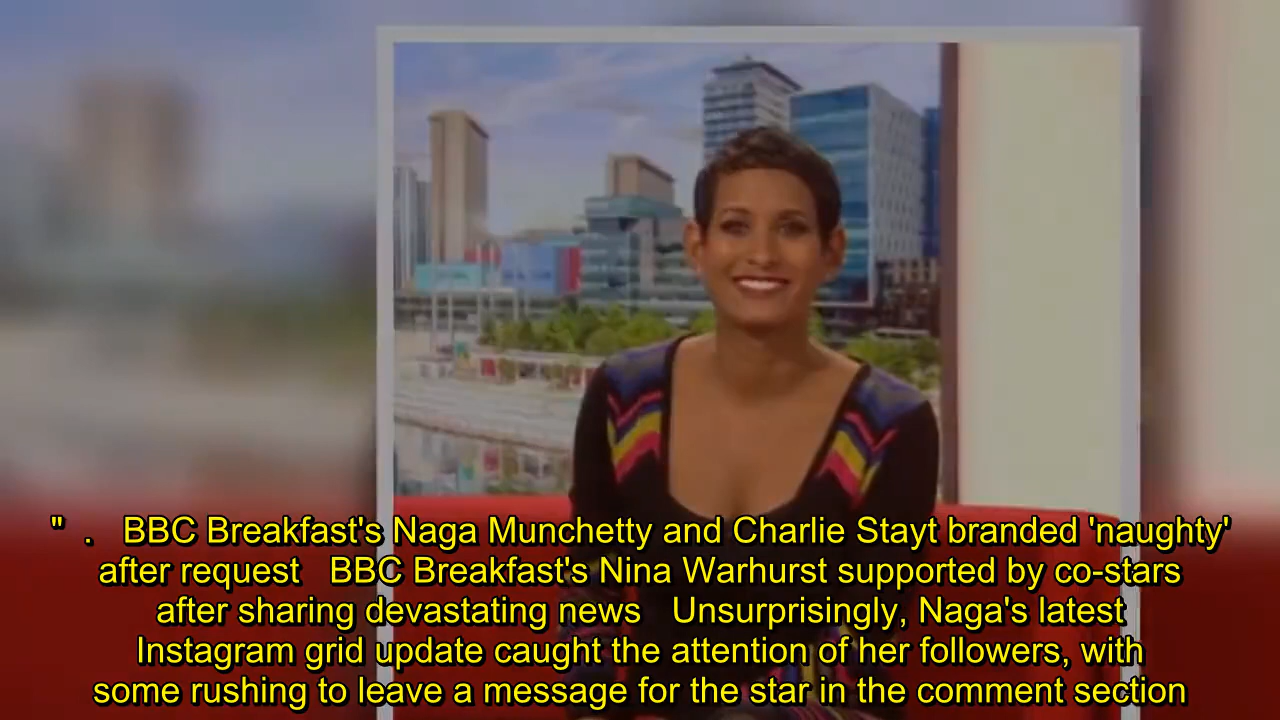 " . BBC Breakfast's Naga Munchetty and Charlie Stayt branded 'naughty'
after request BBC Breakfast's Nina Warhurst supported by co-stars
after sharing devastating news Unsurprisingly, Naga's latest
Instagram grid update caught the attention of her followers, with
some rushing to leave a message for the star in the comment section